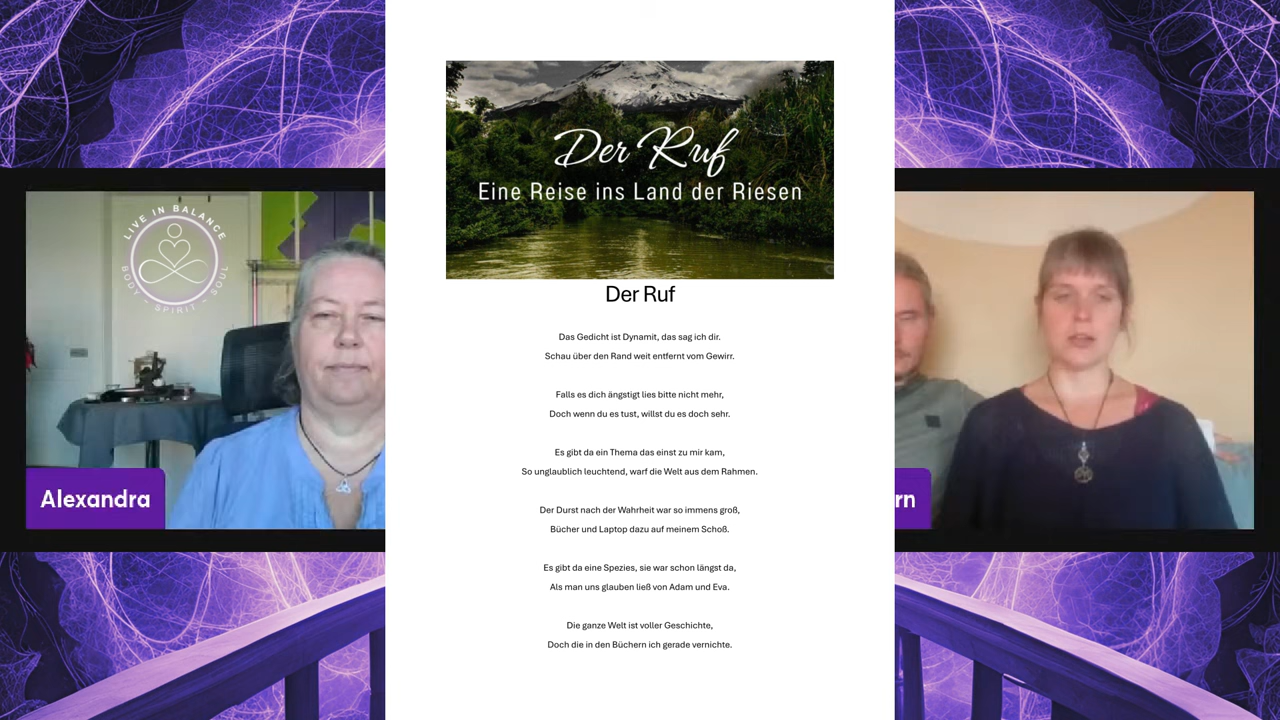 Der Ruf
Eine Reise ins Land der Riesen
Der Ruf
Das Gedicht ist Dynamit, das sag ich dir.
Schau über den Rand weit entfernt vom Gewirr.
Falls es dich ängstigt lies bitte nicht mehr,
Doch wenn du es tust, willst du es doch sehr.
Es gibt da ein Thema das einst zu mir kam,
So unglaublich leuchtend, warf die Welt aus dem Rahmen.
Der Durst nach der Wahrheit war so immens groß,
Bücher und Laptop dazu auf meinem Schoß.
Es gibt da eine Spezies, sie war schon längst da,
Als man uns glauben ließ von Adam und Eva.
Die ganze Welt ist voller Geschichte,
Doch die in den Büchern ich gerade vernichte.
LIVE IN BALANCE
BODY - SPIRIT - SOUL
Alexandra
rn